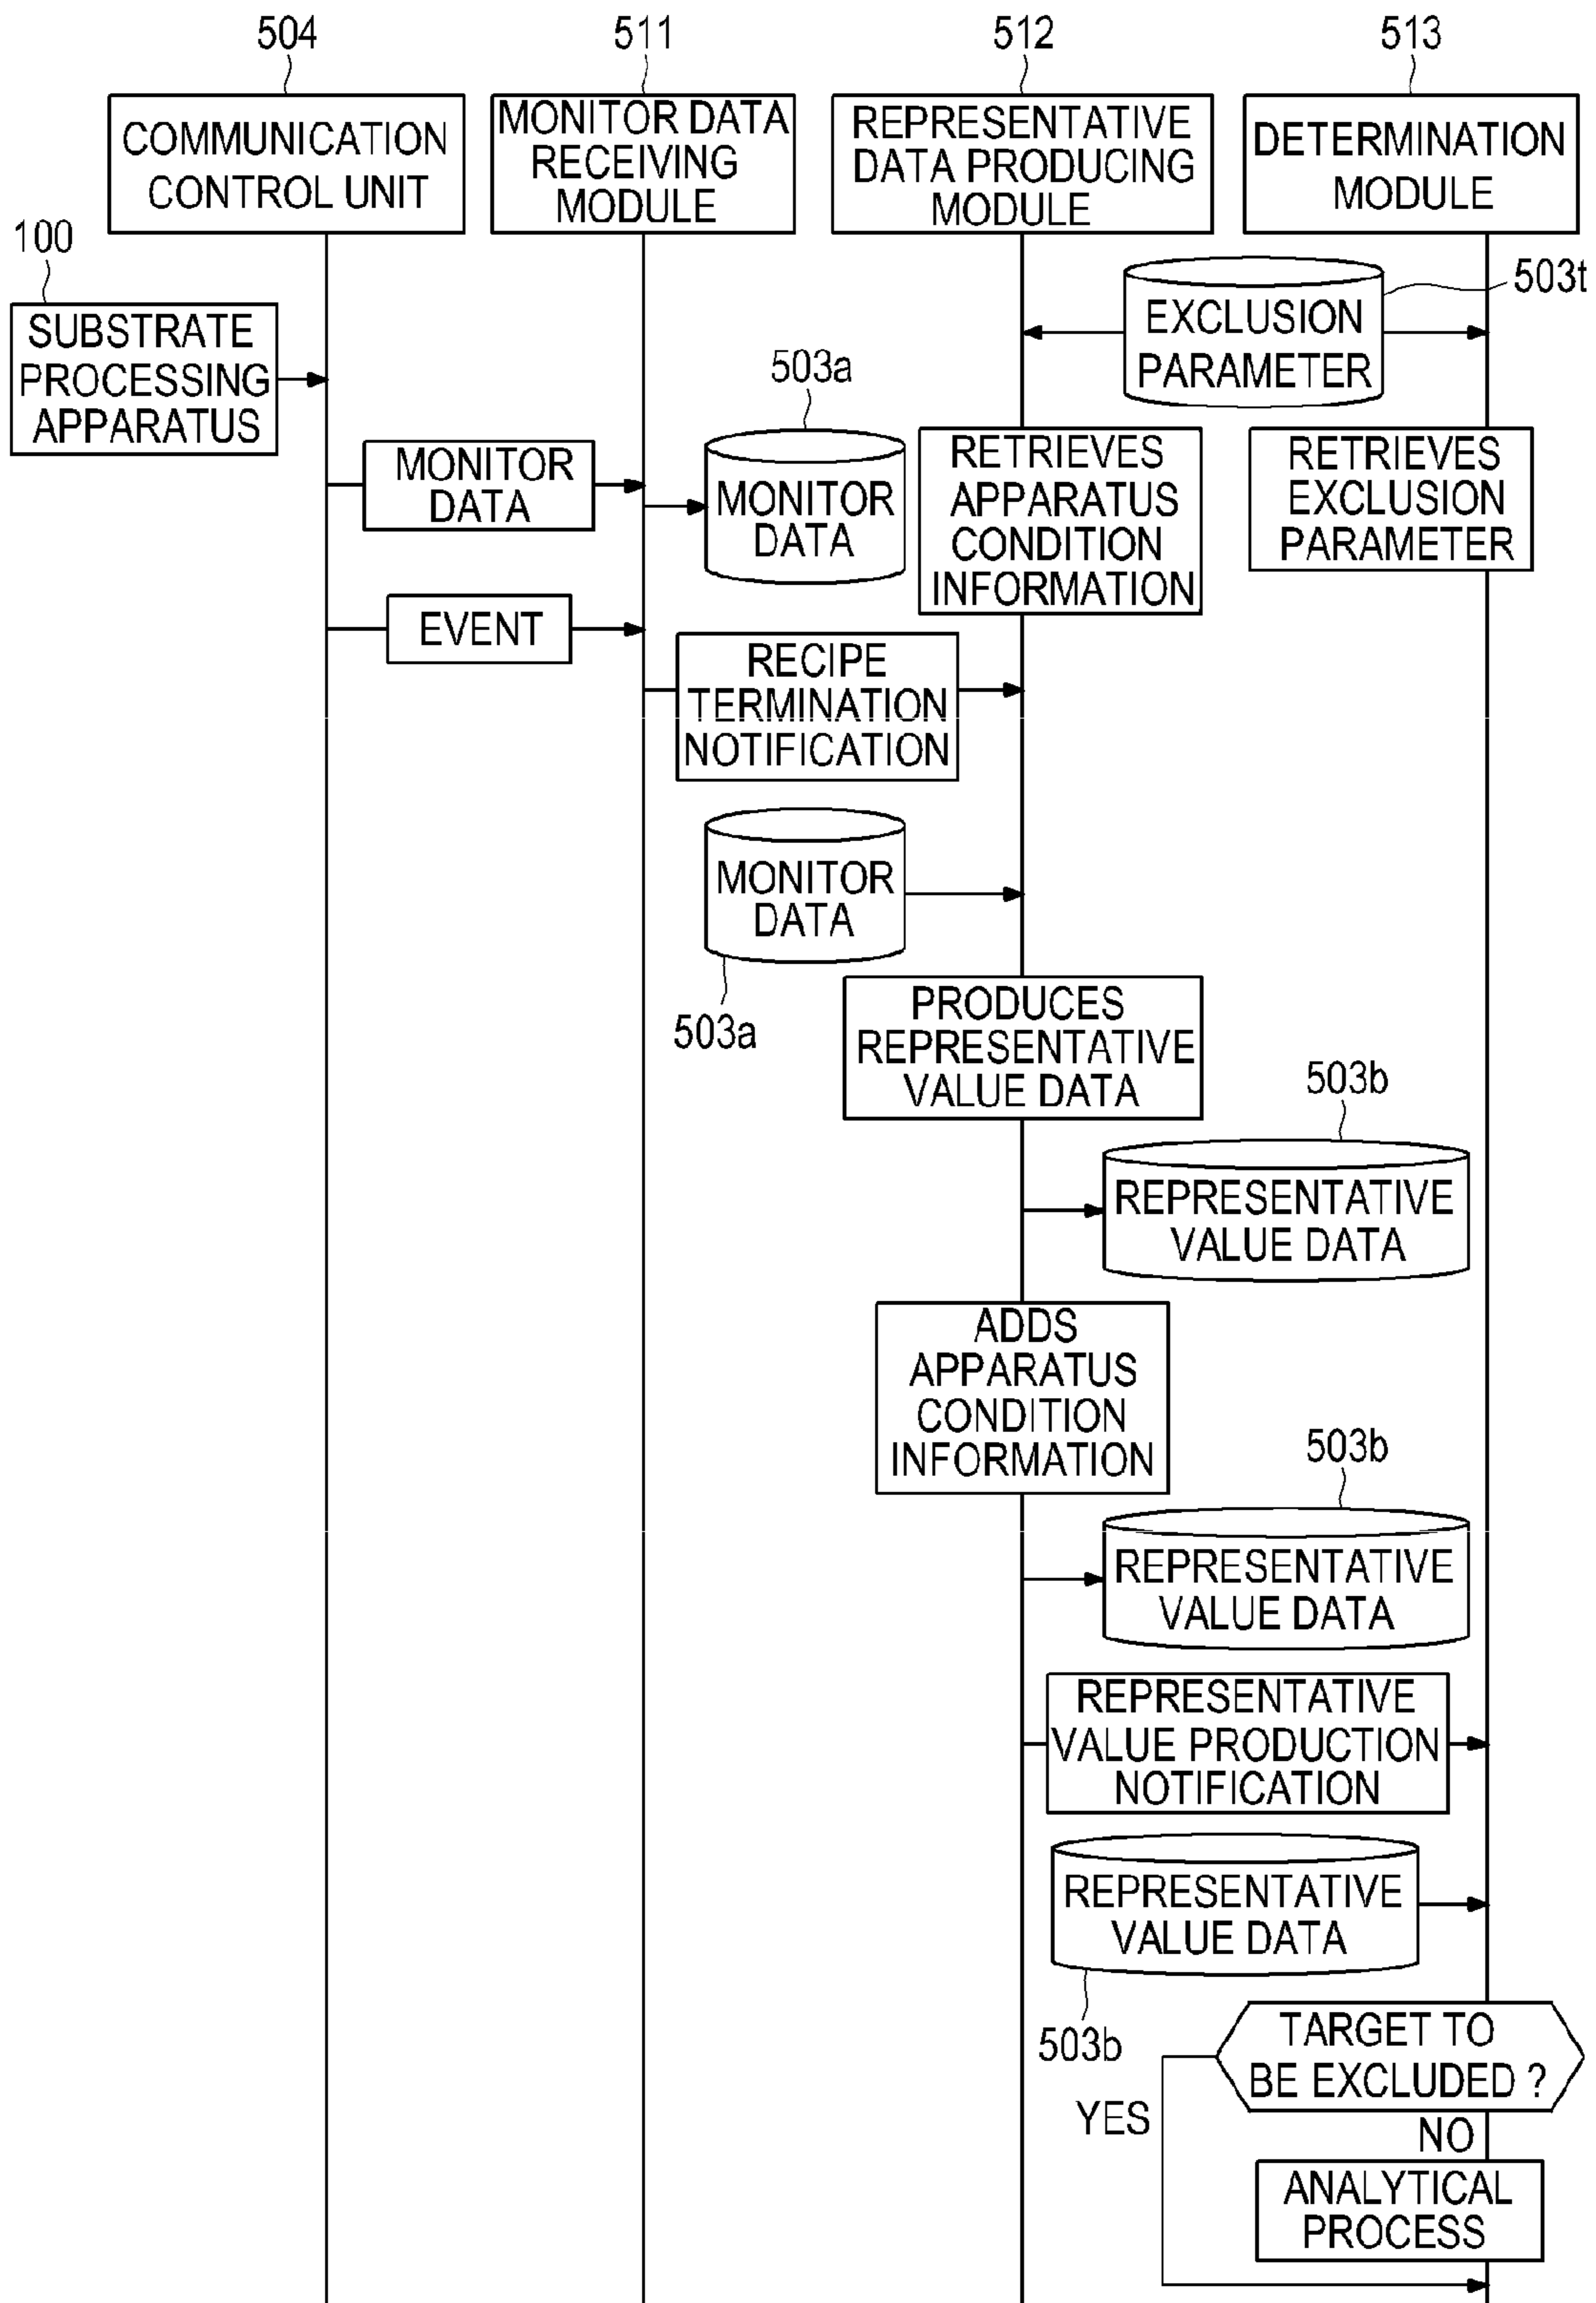 504
511
512
513
COMMUNICATION
CONTROL UNIT
MONITOR DATA
RECEIVING
MODULE
REPRESENTATIVE
DATA PRODUCING
MODULE
DETERMINATION
MODULE
100
SUBSTRATE
PROCESSING
APPARATUS
503t
EXCLUSION
PARAMETER
503a
MONITOR
DATA
MONITOR
DATA
RETRIEVES
APPARATUS
CONDITION
INFORMATION
RETRIEVES
EXCLUSION
PARAMETER
EVENT
RECIPE
TERMINATION
NOTIFICATION
MONITOR
DATA
503a
PRODUCES
REPRESENTATIVE
VALUE DATA
503b
REPRESENTATIVE
VALUE DATA
ADDS
APPARATUS
CONDITION
INFORMATION
503b
REPRESENTATIVE
VALUE DATA
REPRESENTATIVE
VALUE PRODUCTION
NOTIFICATION
REPRESENTATIVE
VALUE DATA
503b
TARGET TO
BE EXCLUDED ?
YES
NO
ANALYTICAL
PROCESS